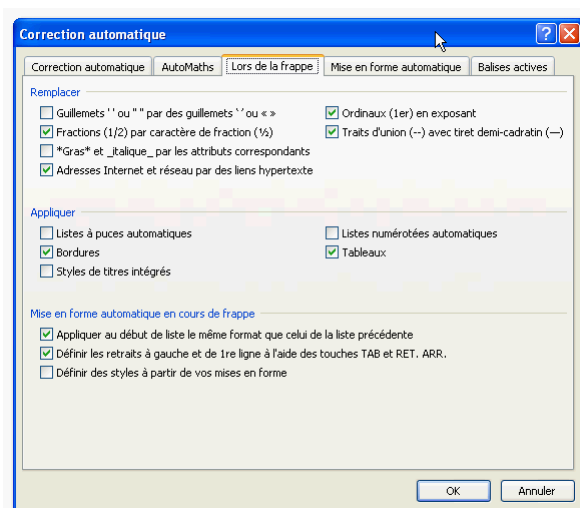 Correction automatique
Correction automatique AutoMaths Lors de la frappe Mise en forme automatique Balises actives
Remplacer
Guillemets ' ' ou " " par des guillemets ‘ ’ ou « » Ordinaux (1er) en exposant
Fractions (1/2) par caractère de fraction (½) Traits d'union (--) avec tiret demi-cadratin (—)
*Gras* et _italique_ par les attributs correspondants
Adresses Internet et réseau par des liens hypertexte
Appliquer
Listes à puces automatiques Listes numérotées automatiques
Bordures Tableaux
Styles de titres intégrés
Mise en forme automatique en cours de frappe
Appliquer au début de liste le même format que celui de la liste précédente
Définir les retraits à gauche et de 1re ligne à l'aide des touches TAB et RET. ARR.
Définir des styles à partir de vos mises en forme
OK Annuler